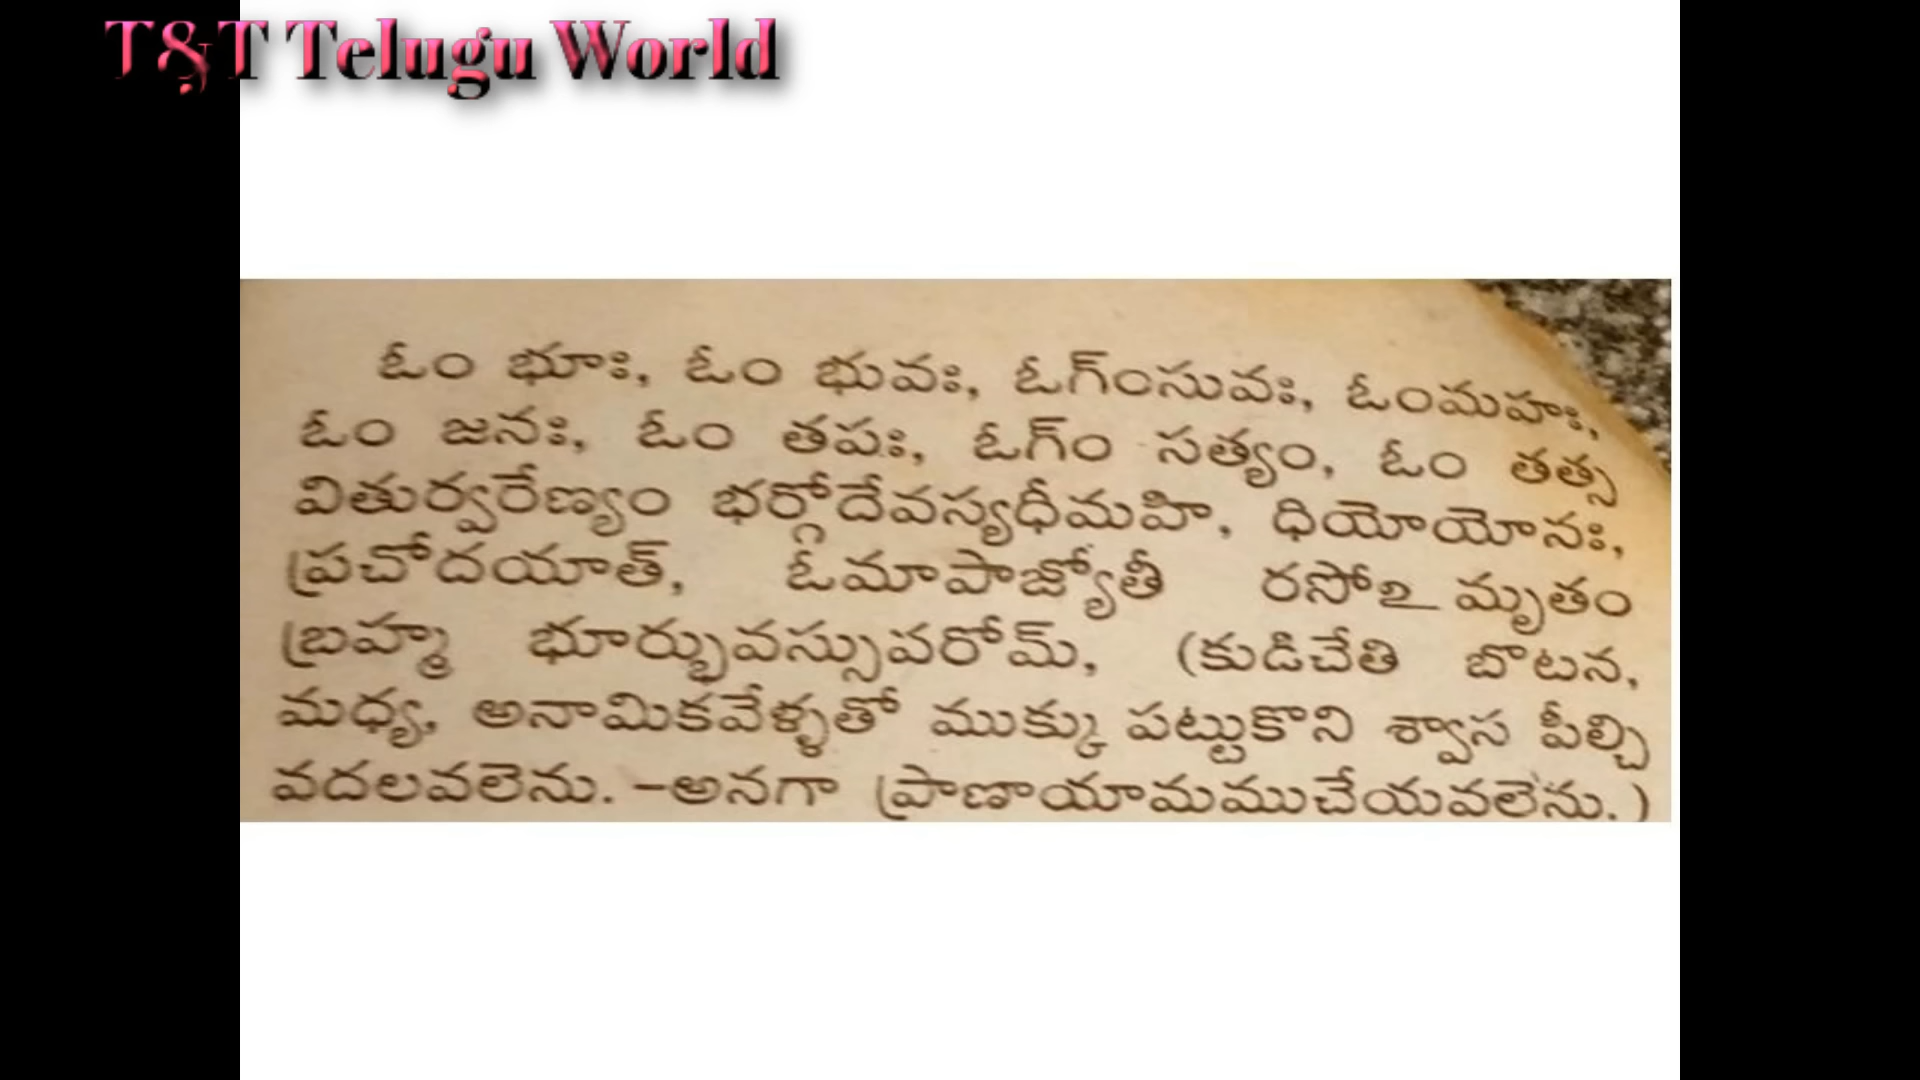 T&T Telugu World
ఓం భూః, ఓం భువః, ఓగ్ంసువః, ఓంమహః,
ఓం జనః, ఓం తపః, ఓగ్ం సత్యం, ఓం తత్స
వితుర్వరేణ్యం భర్గోదేవస్యధీమహి, ధియోయోనః,
ప్రచోదయాత్, ఓమాపాజ్యోతీ రసోఽ మృతం
బ్రహ్మ భూర్భువస్సువరోమ్, (కుడిచేతి బొటన,
మధ్య, అనామికవేళ్ళతో ముక్కు పట్టుకొని శ్వాస పీల్చి
వదలవలెను. -అనగా ప్రాణాయామముచేయవలెను.)